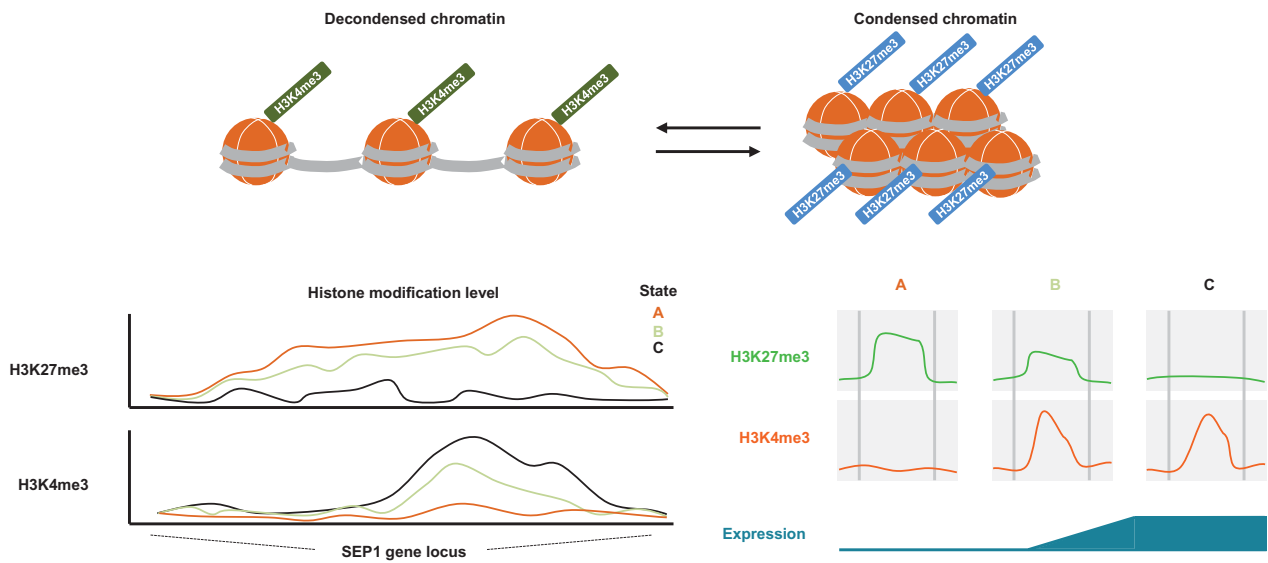 Decondensed chromatin
Condensed chromatin
H3K4me3
H3K4me3
H3K4me3
H3K27me3
H3K27me3
H3K27me3
H3K27me3
H3K27me3
H3K27me3
Histone modification level
State
A
B
C
H3K27me3
H3K4me3
SEP1 gene locus
A
B
C
H3K27me3
H3K4me3
Expression